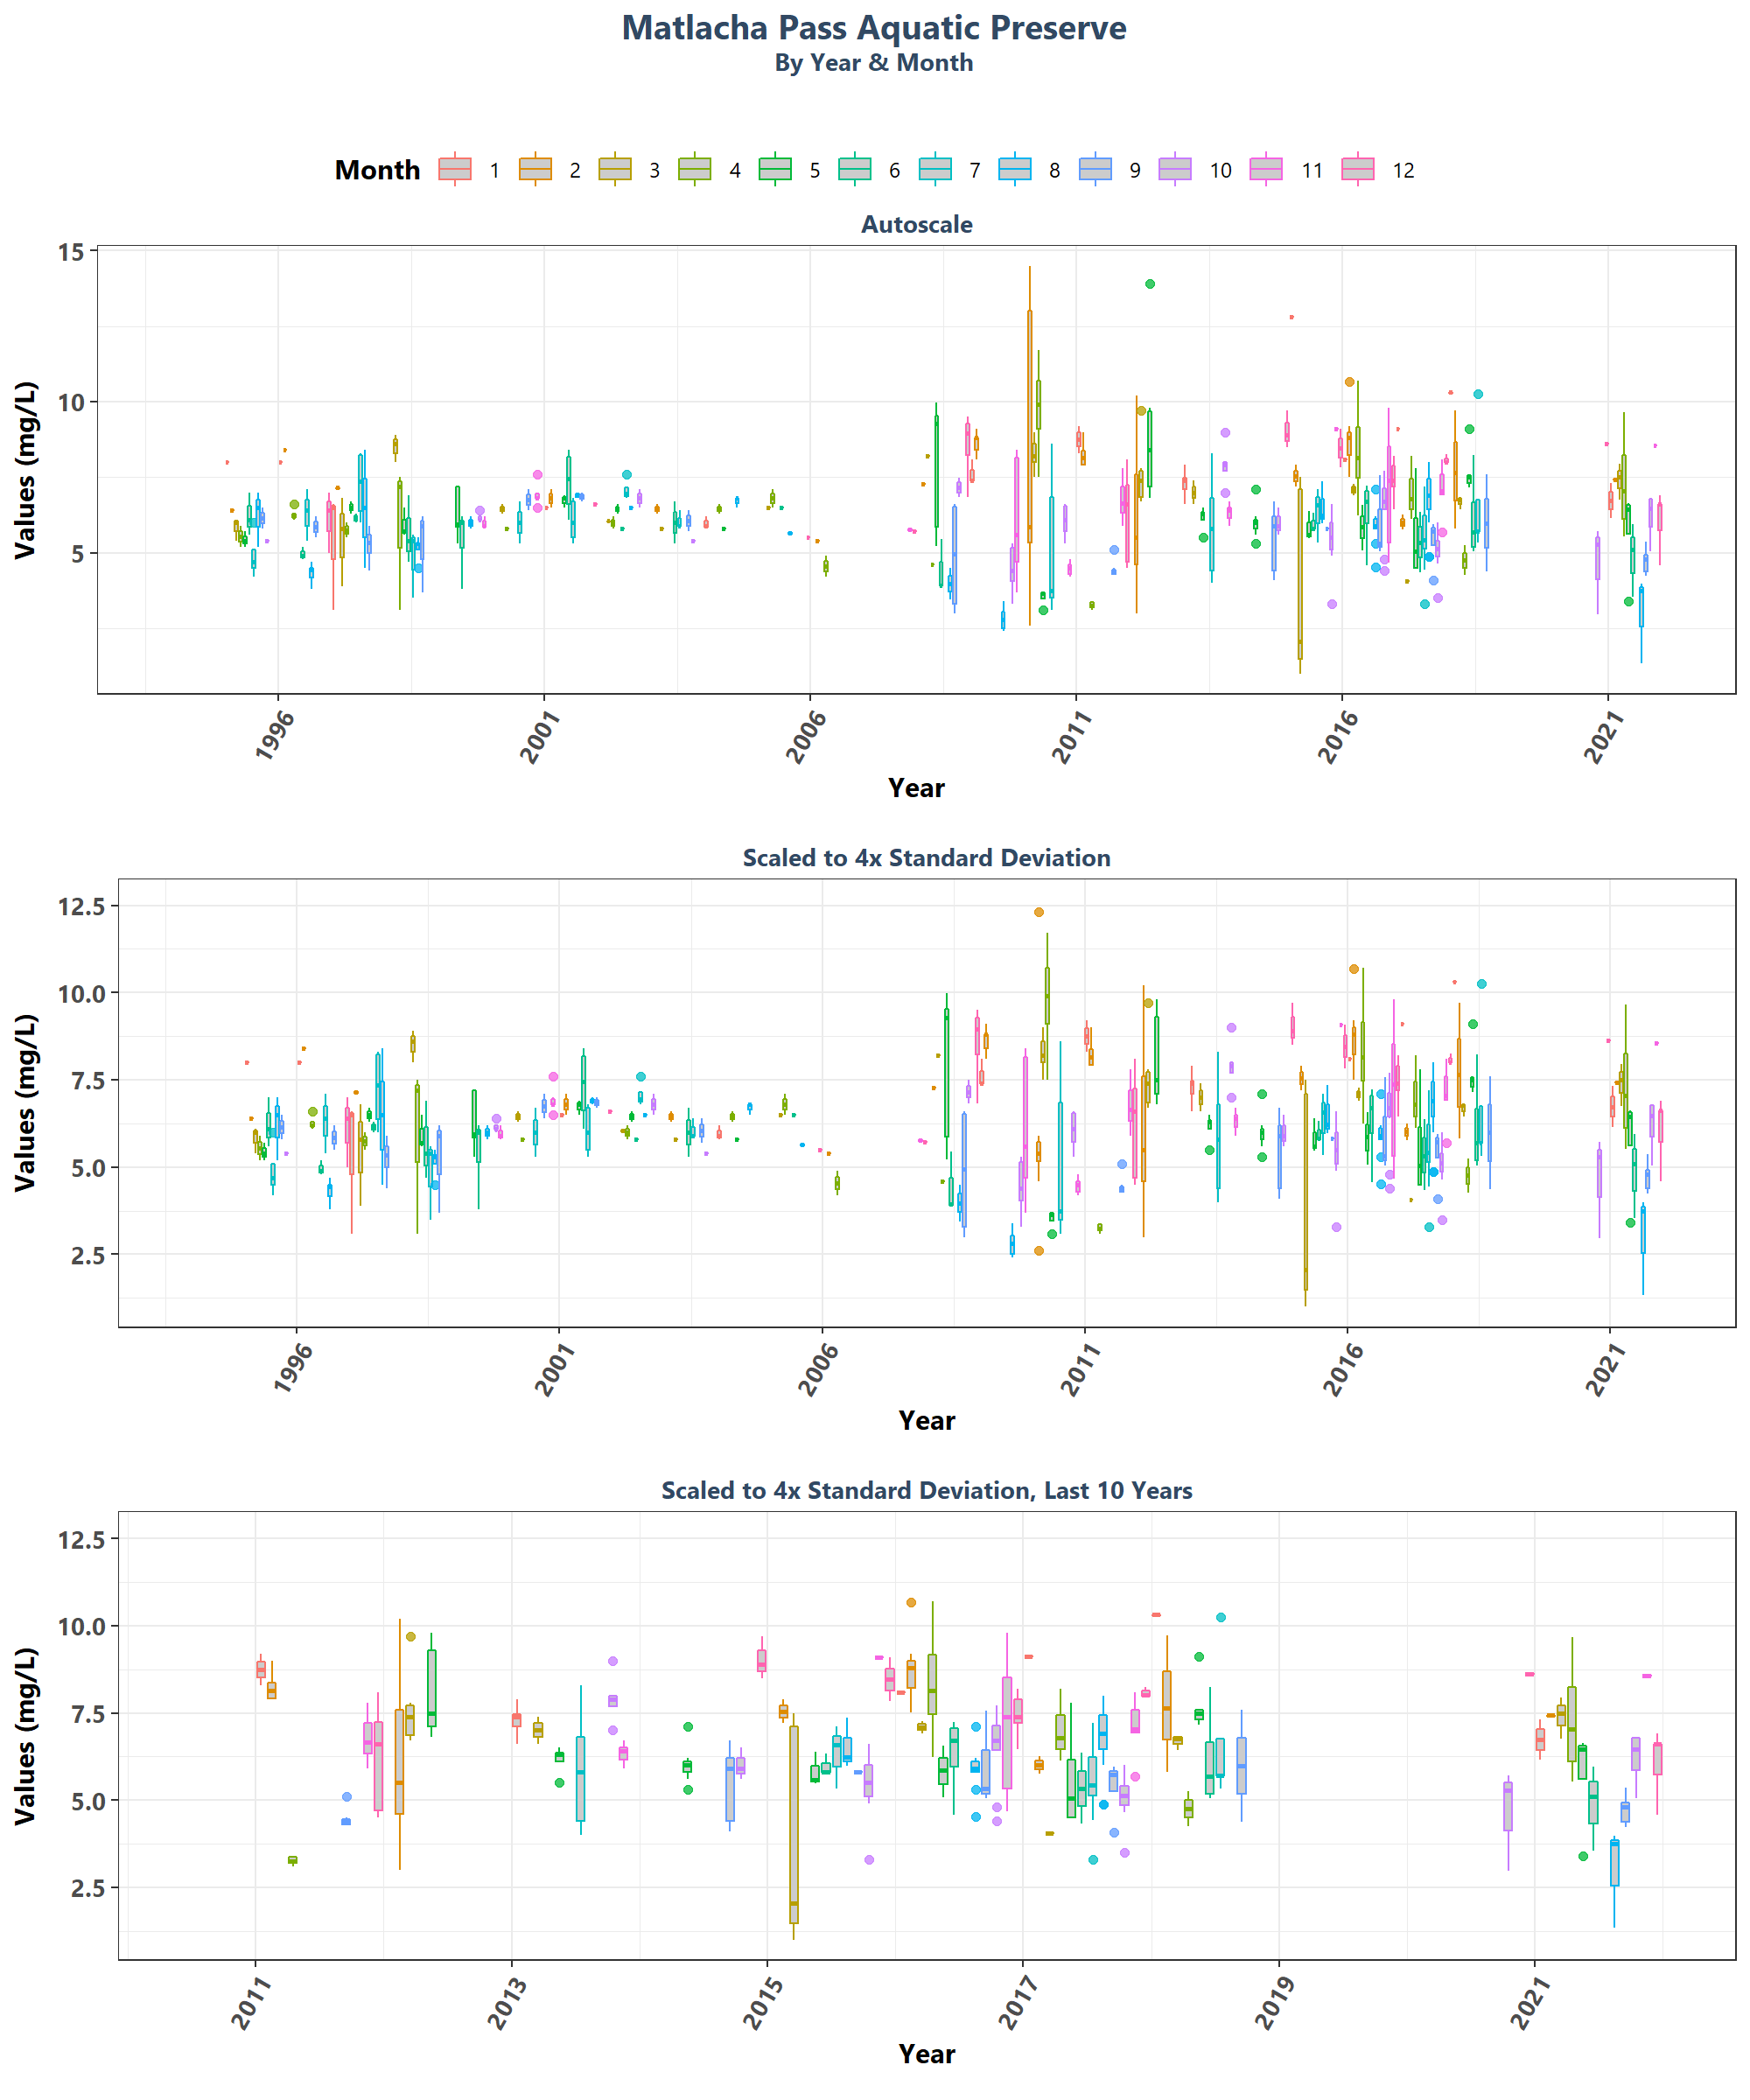 Matlacha Pass Aquatic Preserve
By Year & Month
Month 1 2 3 4 5 6 7 8 9 10 11 12
Autoscale
Values (mg/L)
15
10
5
1996 2001 2006 2011 2016 2021
Year
Scaled to 4x Standard Deviation
Values (mg/L)
12.5
10.0
7.5
5.0
2.5
1996 2001 2006 2011 2016 2021
Year
Scaled to 4x Standard Deviation, Last 10 Years
Values (mg/L)
12.5
10.0
7.5
5.0
2.5
2011 2013 2015 2017 2019 2021
Year